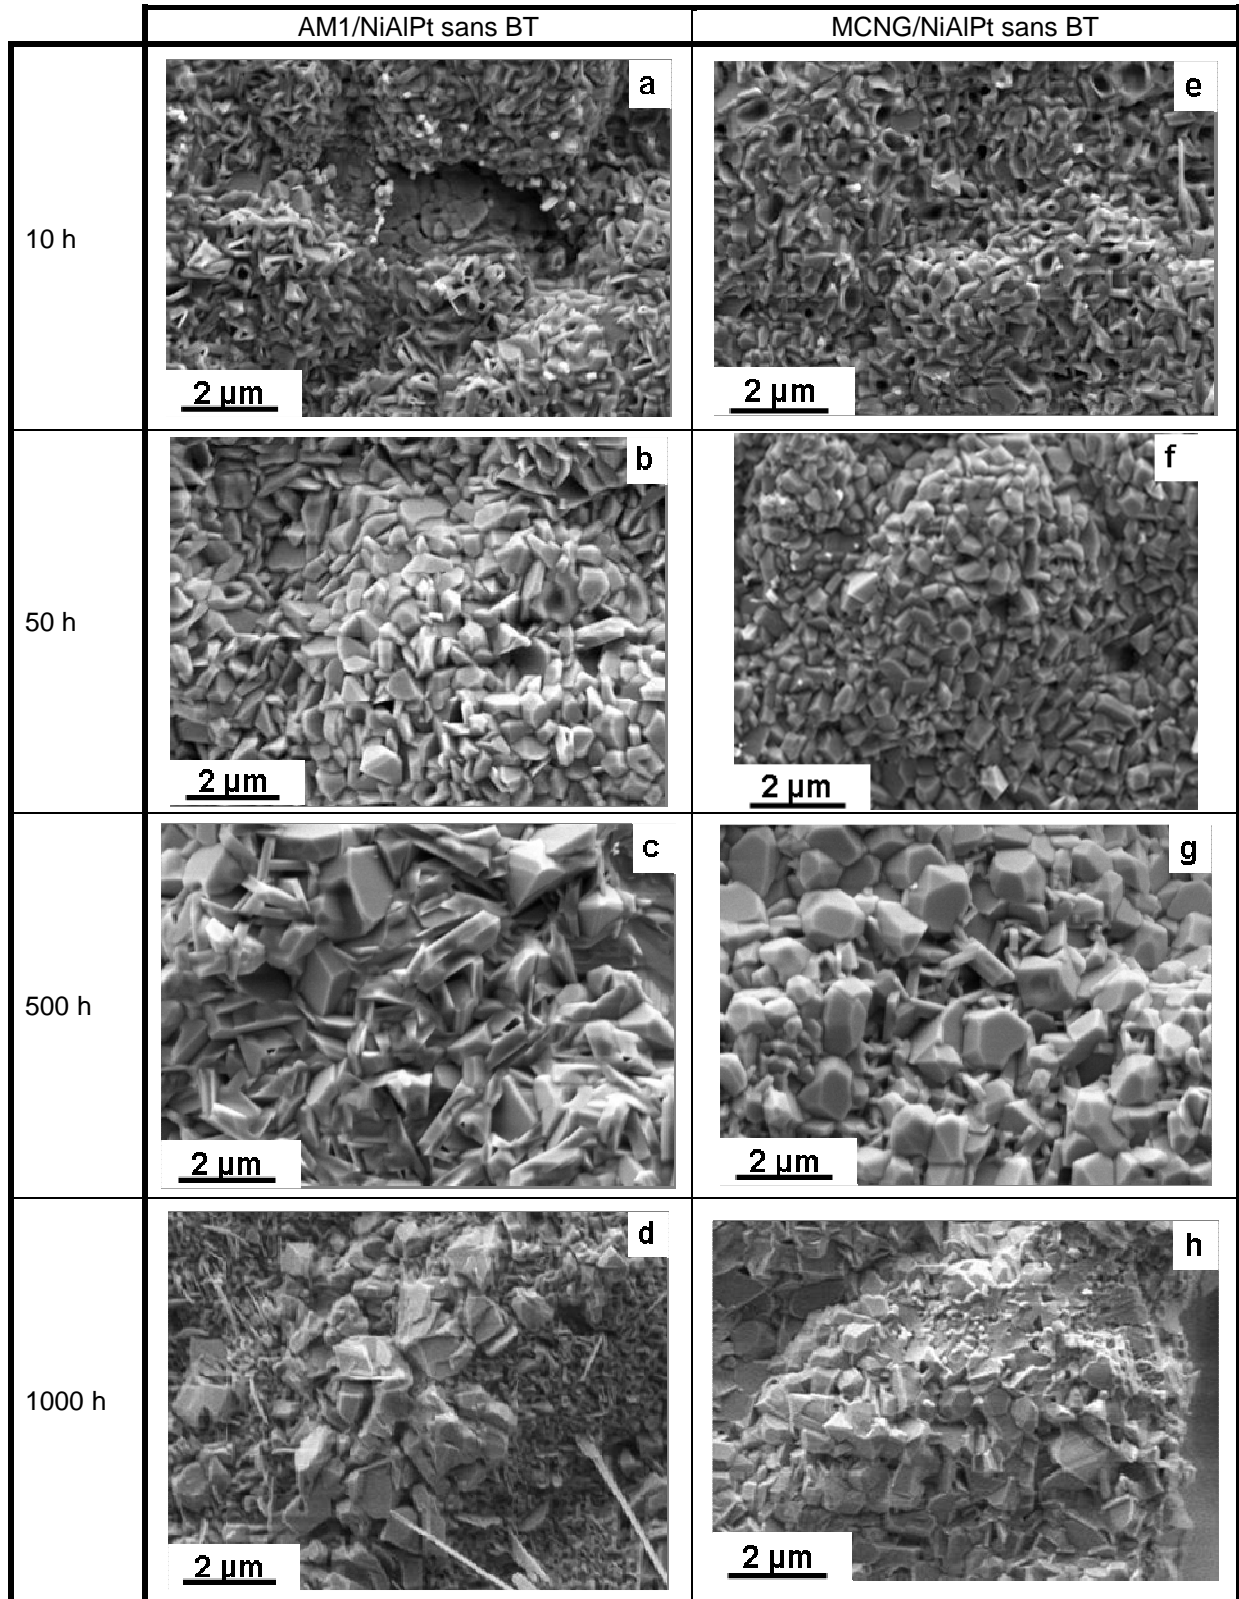 AM1/NiAlPt sans BT
MCNG/NiAlPt sans BT
10 h
a
2 µm
e
2 µm
50 h
b
2 µm
f
2 µm
500 h
c
2 µm
g
2 µm
1000 h
d
2 µm
h
2 µm